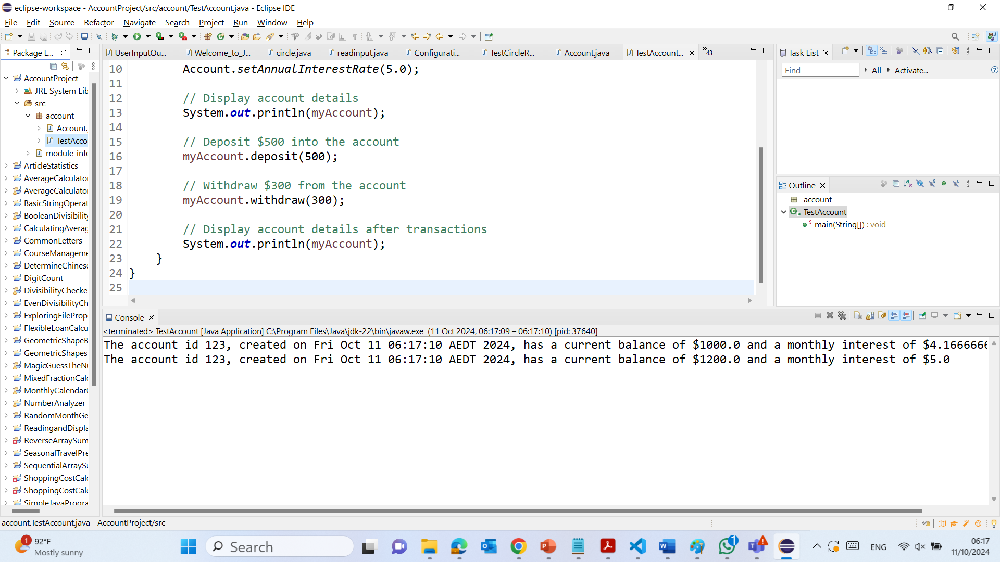 eclipse-workspace - AccountProject/src/account/TestAccount.java - Eclipse IDE
File Edit Source Refactor Navigate Search Project Run Window Help
Package E...
UserInputOu... Welcome_to_J... circle.java readinput.java Configurati... TestCircleR... Account.java TestAccount... »43
AccountProject
JRE System Lib
src
account
Account.
TestAcco
module-info
ArticleStatistics
AverageCalculator
AverageCalculator
BasicStringOperat
BooleanDivisibility
CalculatingAverag
CommonLetters
CourseManageme
DetermineChinese
DigitCount
DivisibilityChecke
EvenDivisibilityCh
ExploringFileProp
FlexibleLoanCalcu
GeometricShapeB
GeometricShapes
MagicGuessTheNu
MixedFractionCalc
MonthlyCalendarG
NumberAnalyzer
RandomMonthGe
ReadingandDispla
ReverseArraySum
SeasonalTravelPre
SequentialArraySu
ShoppingCostCalc
ShoppingCostCalc
SimpleJavaProgra
10 Account.setAnnualInterestRate(5.0);
11
12 // Display account details
13 System.out.println(myAccount);
14
15 // Deposit $500 into the account
16 myAccount.deposit(500);
17
18 // Withdraw $300 from the account
19 myAccount.withdraw(300);
20
21 // Display account details after transactions
22 System.out.println(myAccount);
23 }
24 }
25
Task List
Find All Activate...
Outline
account
TestAccount
main(String[]) : void
Console
<terminated> TestAccount [Java Application] C:\Program Files\Java\jdk-22\bin\javaw.exe (11 Oct 2024, 06:17:09 – 06:17:10) [pid: 37640]
The account id 123, created on Fri Oct 11 06:17:10 AEDT 2024, has a current balance of $1000.0 and a monthly interest of $4.1666666
The account id 123, created on Fri Oct 11 06:17:10 AEDT 2024, has a current balance of $1200.0 and a monthly interest of $5.0
account.TestAccount.java - AccountProject/src
1
92°F
Mostly sunny
Search
1
ENG
06:17
11/10/2024